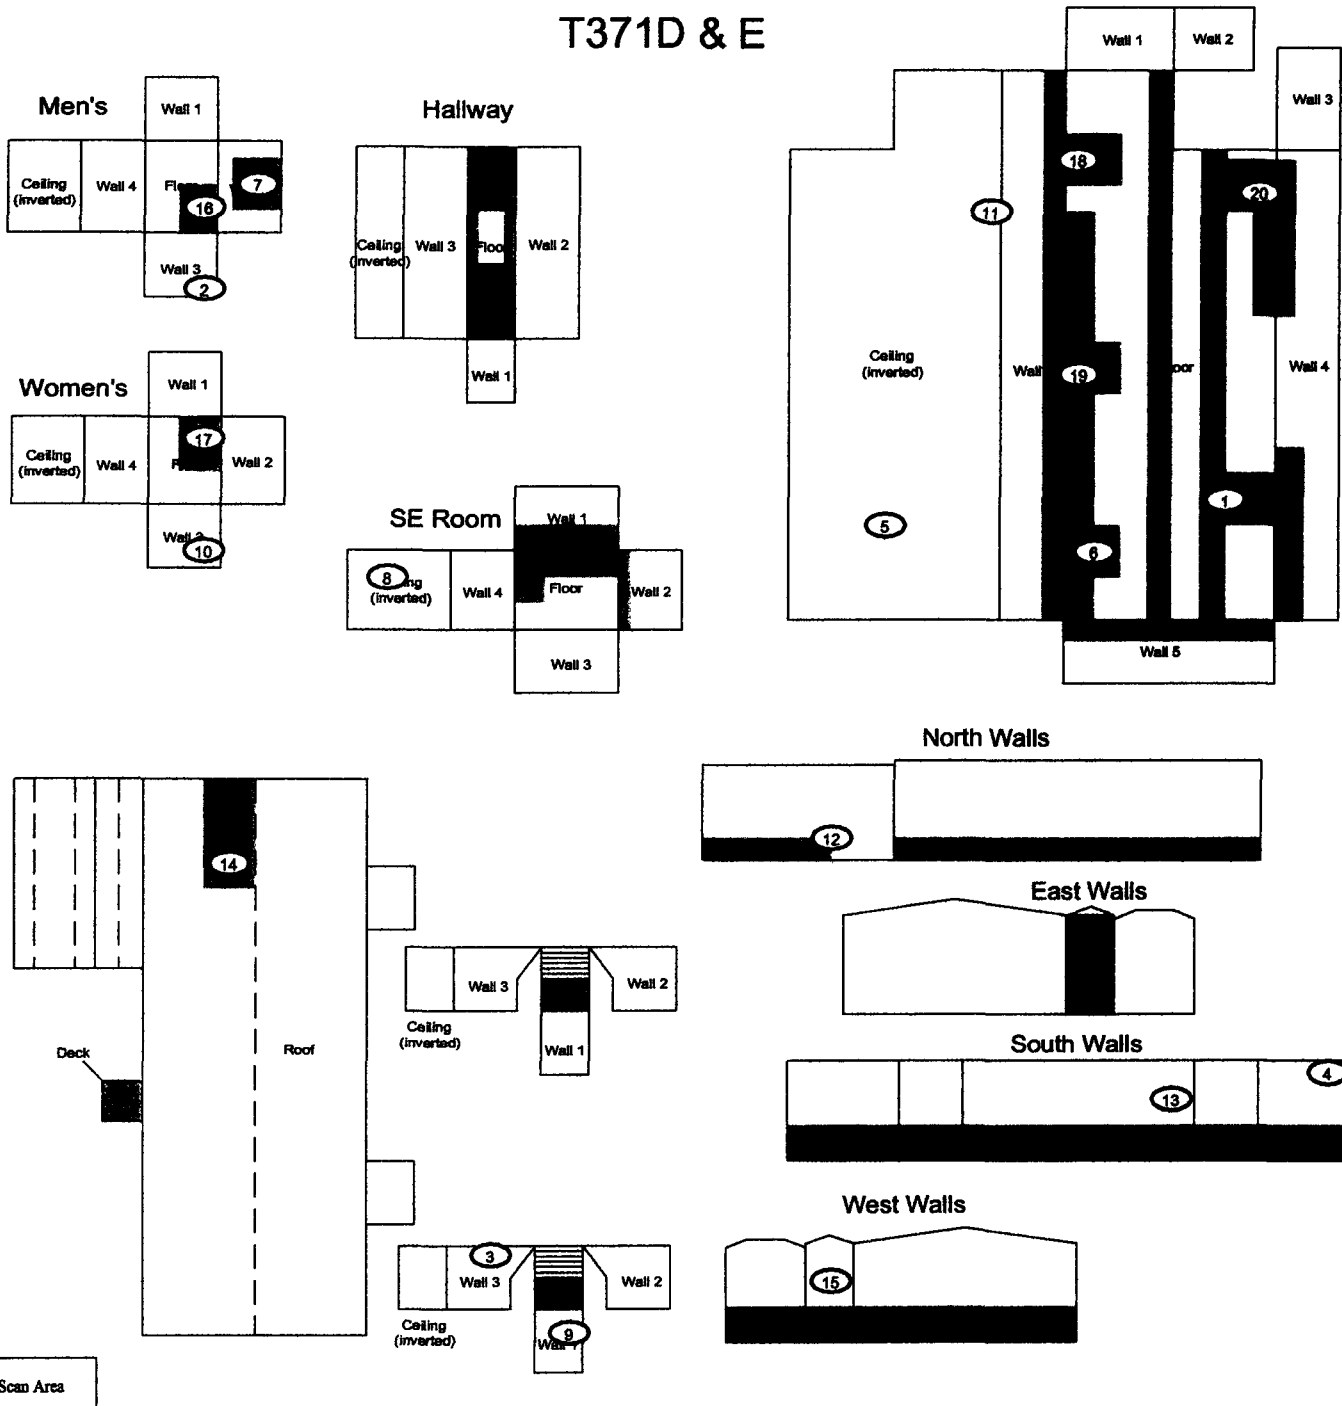 T371D & E
Men's
Wall 1
Ceiling
(inverted)
Wall 4
7
16
Wall 3
2
Hallway
Ceiling
(inverted)
Wall 3
Floor
Wall 2
Wall 1
Wall 1
Wall 2
Wall 3
18
20
11
Ceiling
(inverted)
Wall
19
oor
Wall 4
1
5
6
Wall 5
Women's
Wall 1
17
Ceiling
(inverted)
Wall 4
Wall 2
10
SE Room
Wall 1
8
ing
(inverted)
Wall 4
Floor
Wall 2
Wall 3
14
Deck
Roof
Wall 3
Wall 2
Ceiling
(inverted)
Wall 1
3
Wall 3
Wall 2
Ceiling
(inverted)
9
North Walls
12
East Walls
South Walls
4
13
West Walls
15
Scan Area